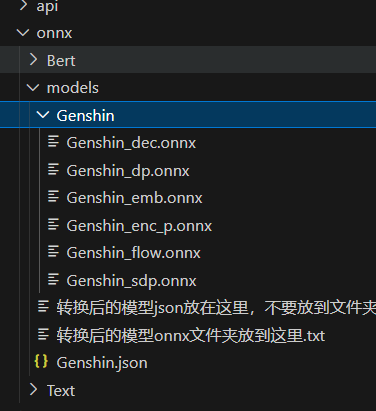 api
onnx
Bert
models
Genshin
Genshin_dec.onnx
Genshin_dp.onnx
Genshin_emb.onnx
Genshin_enc_p.onnx
Genshin_flow.onnx
Genshin_sdp.onnx
转换后的模型json放在这里，不要放到文件夹
转换后的模型onnx文件夹放到这里.txt
Genshin.json
Text